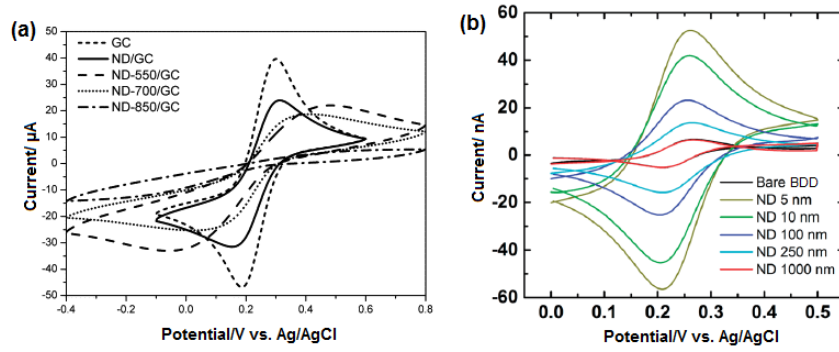 (a)
GC
ND/GC
ND-550/GC
ND-700/GC
ND-850/GC
Current/ µA
50
40
30
20
10
0
-10
-20
-30
-40
-50
-0.4 -0.2 0.0 0.2 0.4 0.6 0.8
Potential/V vs. Ag/AgCl
(b)
Current/ nA
60
40
20
0
-20
-40
-60
Bare BDD
ND 5 nm
ND 10 nm
ND 100 nm
ND 250 nm
ND 1000 nm
0.0 0.1 0.2 0.3 0.4 0.5
Potential/V vs. Ag/AgCl